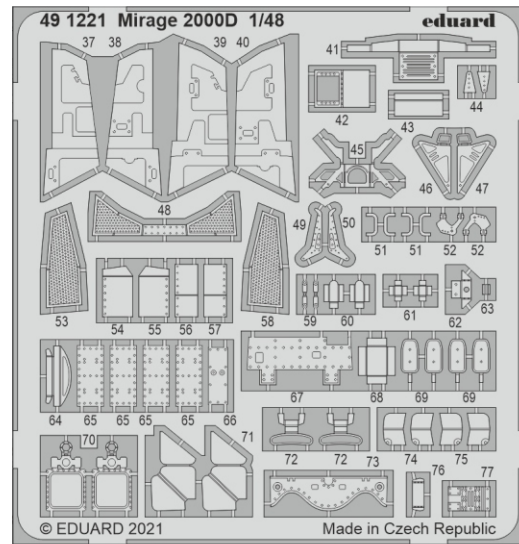 49 1221 Mirage 2000D 1/48 eduard
37 38 39 40 41
42 43 44
45 46 47
48 49 50
51 51 52 52
53 54 55 56 57 58 59 60 61 62 63
64 65 65 65 65 66 67 68 69 69
70 71 72 72 73 74 75 76 77
© EDUARD 2021 Made in Czech Republic